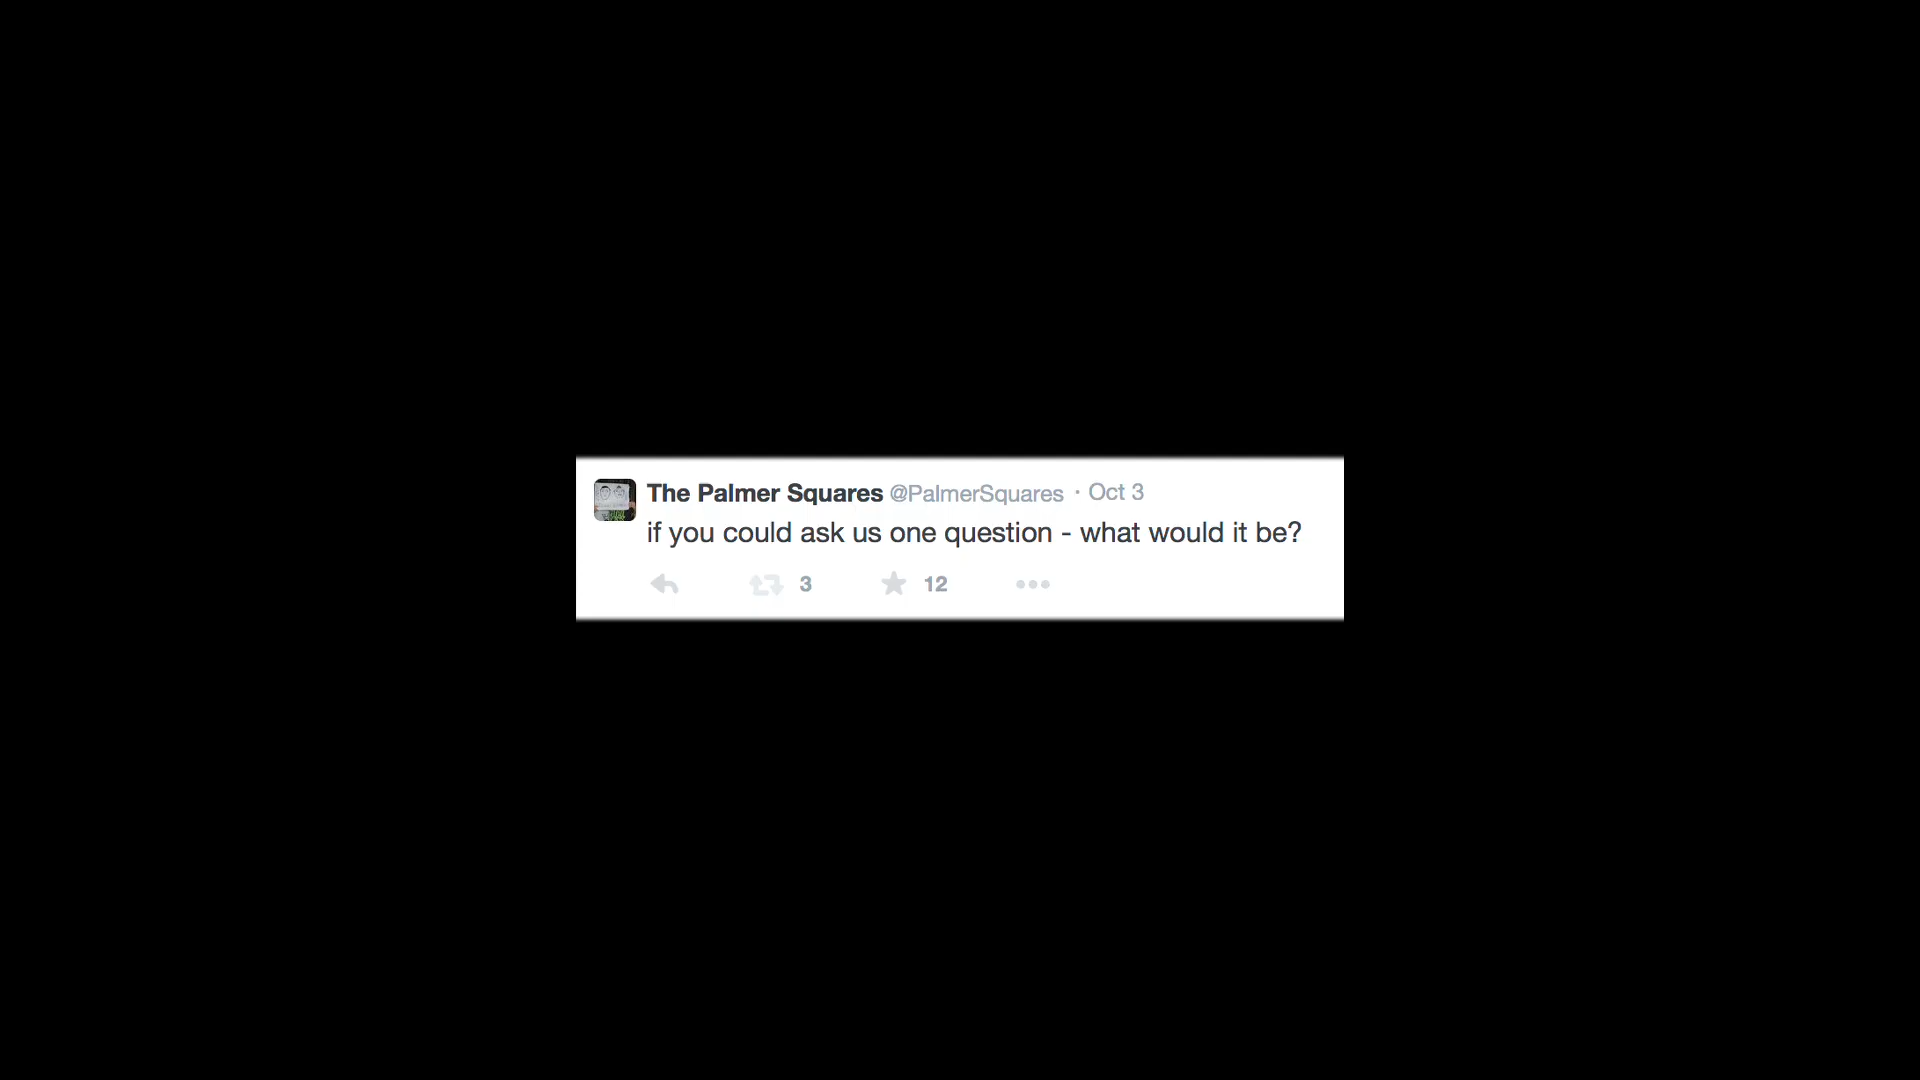 The Palmer Squares @PalmerSquares · Oct 3
if you could ask us one question - what would it be?
3 12